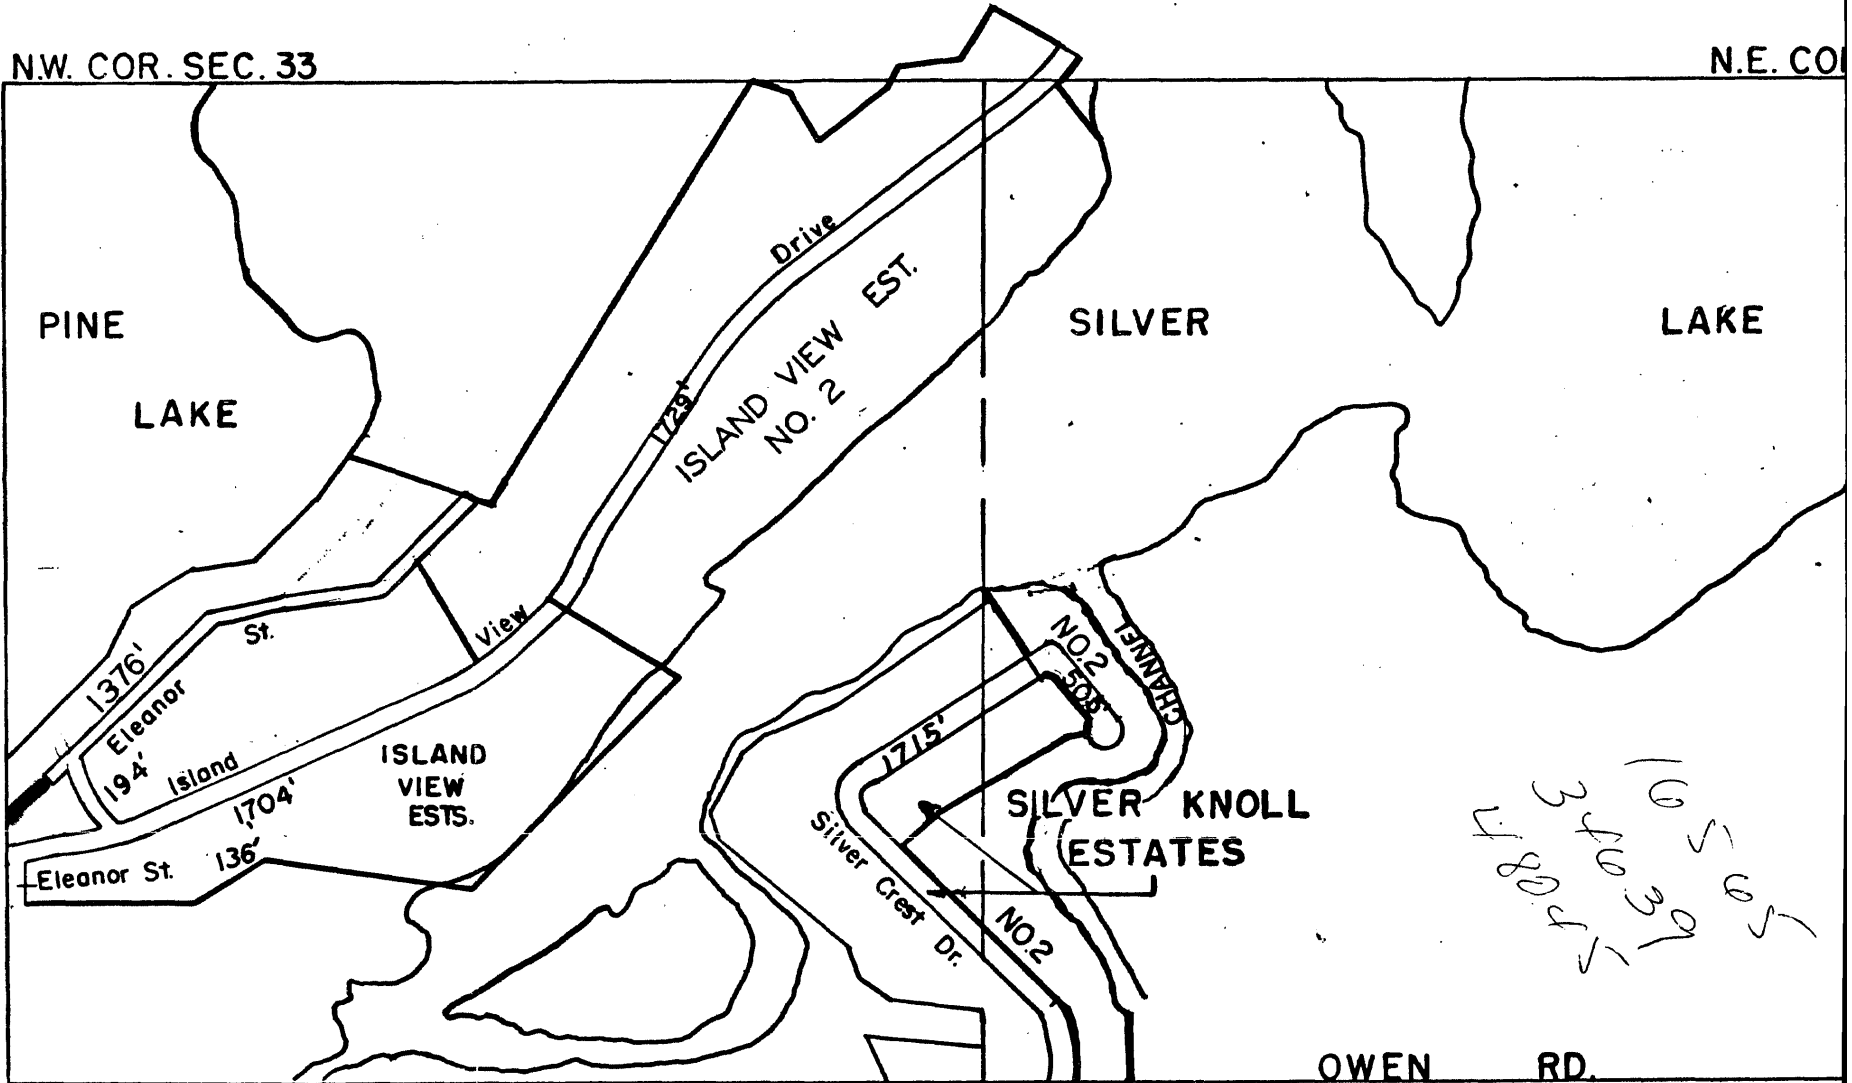 N.W. COR. SEC. 33
N.E. CO
PINE
LAKE
Drive
ISLAND VIEW EST.
NO. 2
1729'
SILVER LAKE
St.
View
1376'
Eleanor
194'
Island
1704'
ISLAND
VIEW
ESTS.
136'
Eleanor St.
NO.2
CHANNEL
1715'
SILVER KNOLL
ESTATES
Silver Crest Dr.
NO.2
OWEN RD.